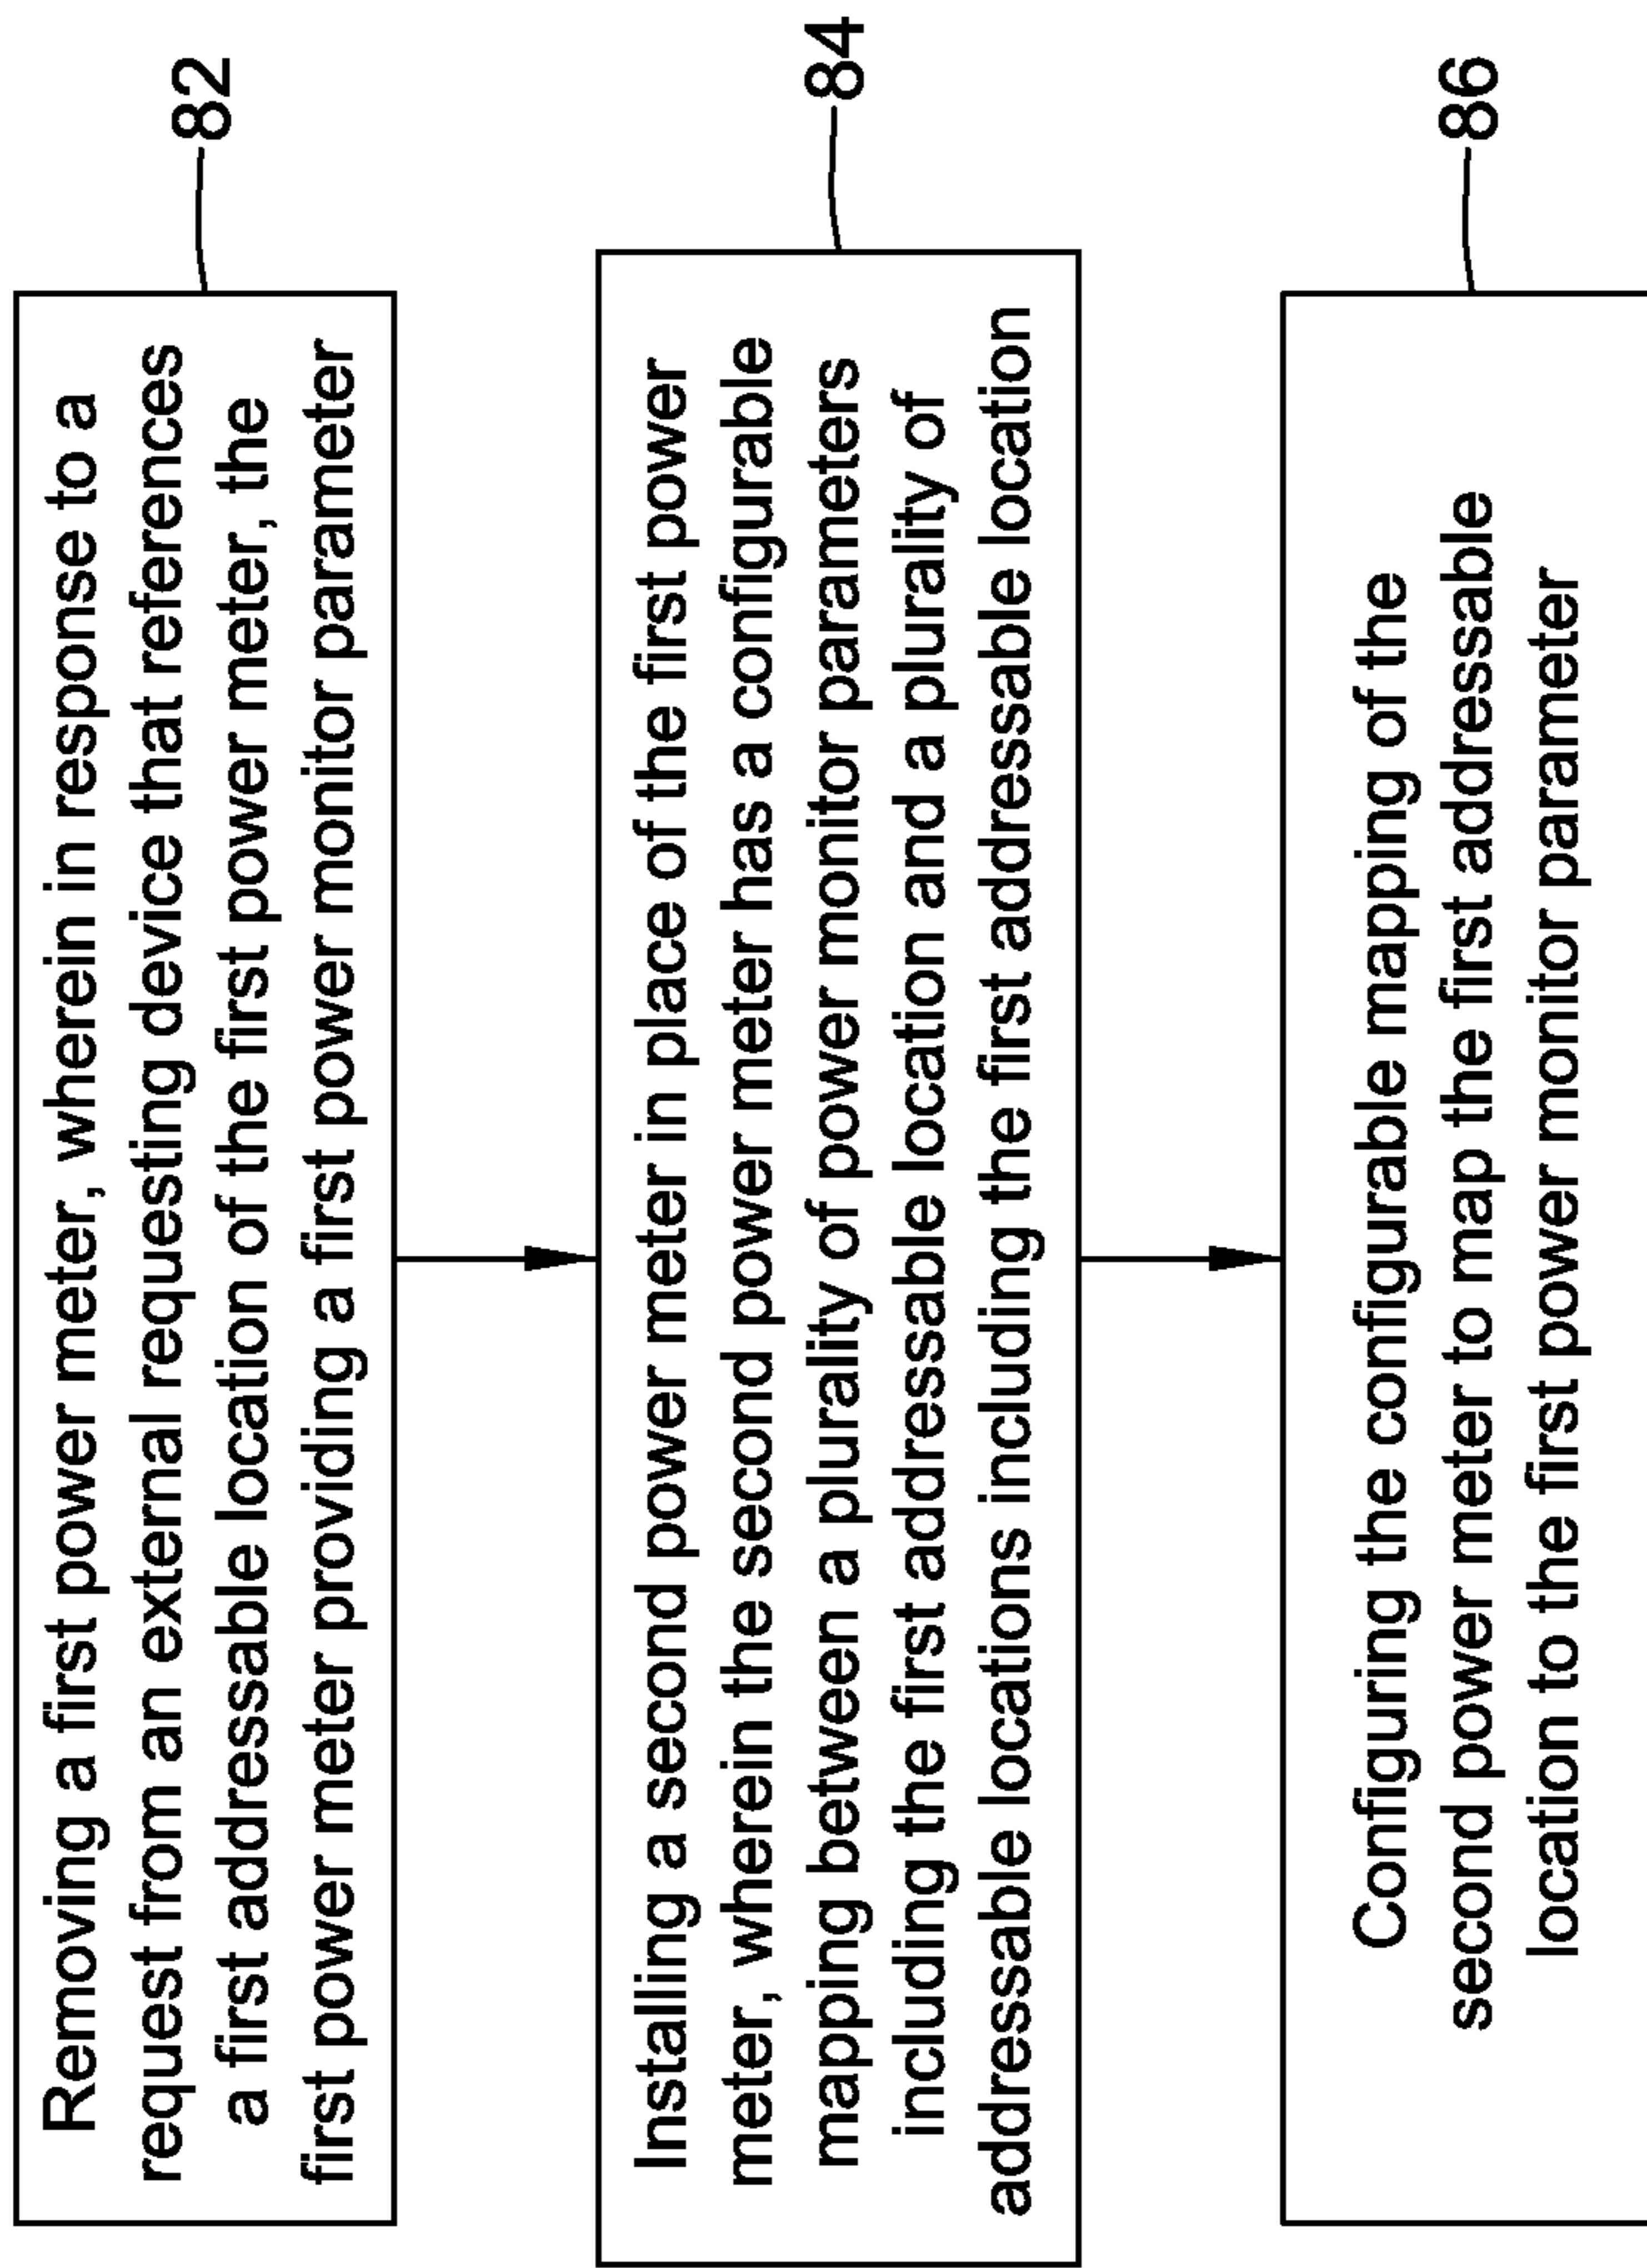 Removing a first power meter, wherein in response to a
request from an external requesting device that references
a first addressable location of the first power meter, the
first power meter providing a first power monitor parameter
82
Installing a second power meter in place of the first power
meter, wherein the second power meter has a configurable
mapping between a plurality of power monitor parameters
including the first addressable location and a plurality of
addressable locations including the first addressable location
84
Configuring the configurable mapping of the
second power meter to map the first addressable
location to the first power monitor parameter
86